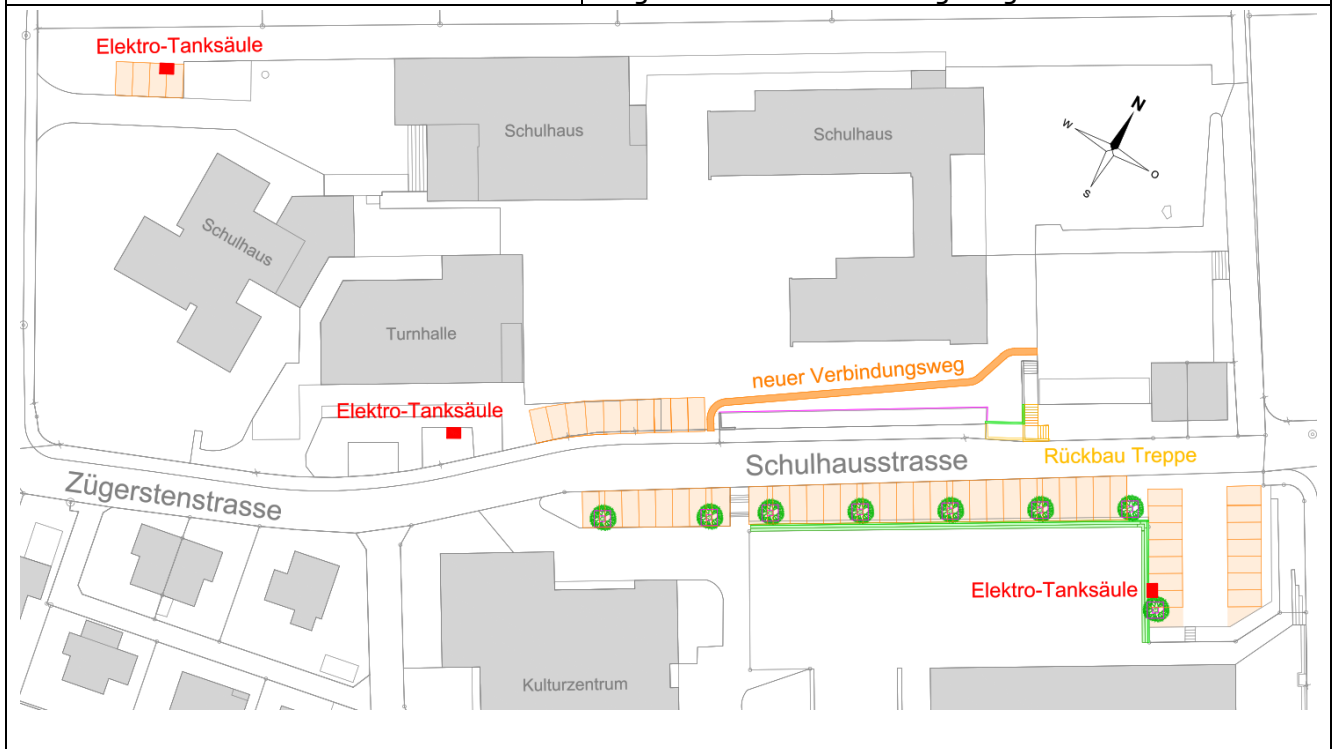 Elektro-Tanksäule
N
W
O
S
Schulhaus
Schulhaus
Schulhaus
Turnhalle
neuer Verbindungsweg
Elektro-Tanksäule
Schulhausstrasse
Rückbau Treppe
Zügerstenstrasse
Elektro-Tanksäule
Kulturzentrum